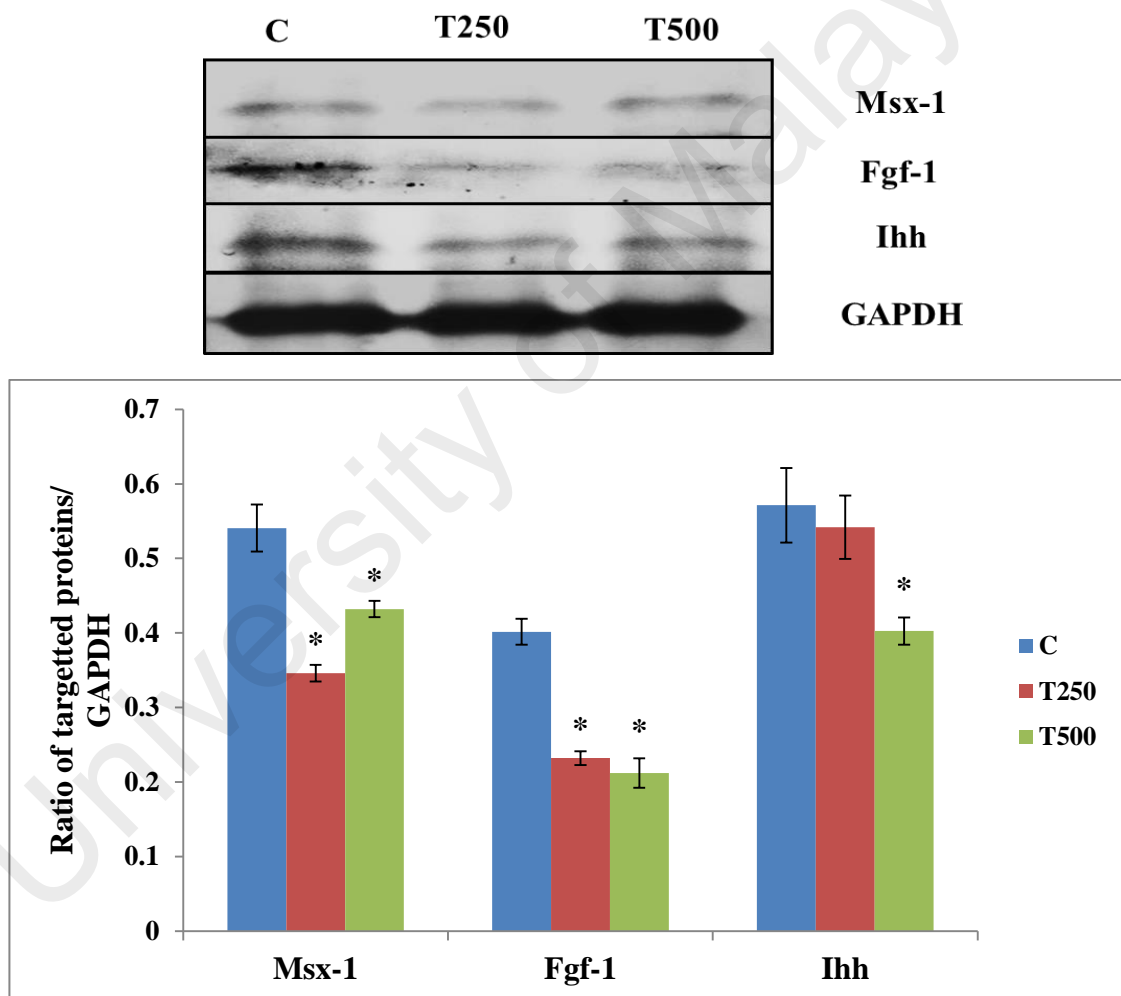 C T250 T500
Msx-1
Fgf-1
Ihh
GAPDH
University of Malay
0.7
0.6
0.5
0.4
0.3
0.2
0.1
0
Ratio of targetted proteins/
GAPDH
*
*
*
*
*
Msx-1 Fgf-1 Ihh
C
T250
T500